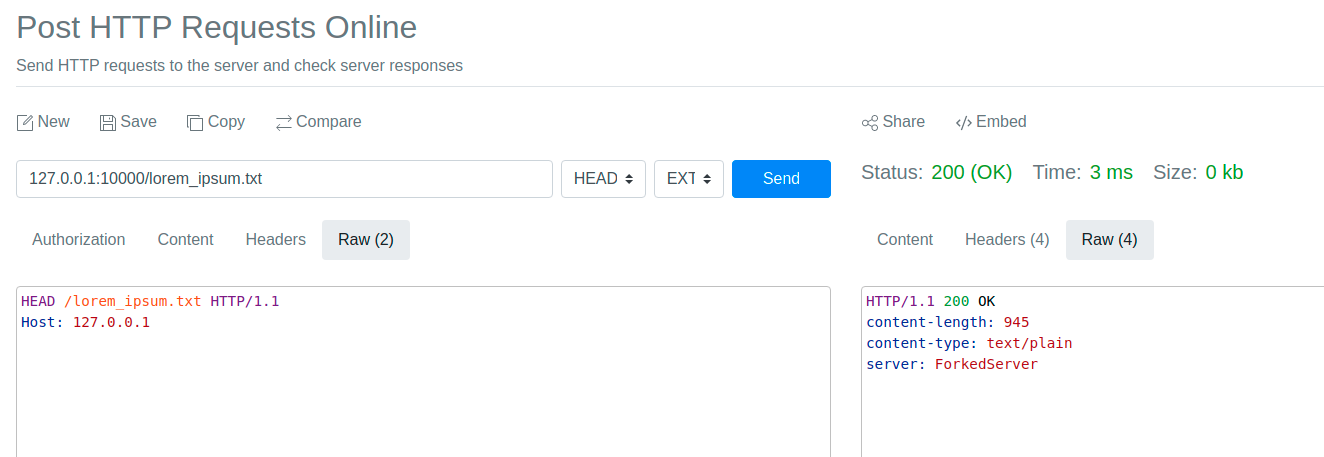 Post HTTP Requests Online
Send HTTP requests to the server and check server responses
New Save Copy Compare
Share Embed
127.0.0.1:10000/lorem_ipsum.txt HEAD EXT Send
Status: 200 (OK) Time: 3 ms Size: 0 kb
Authorization Content Headers Raw (2)
Content Headers (4) Raw (4)
HEAD /lorem_ipsum.txt HTTP/1.1
Host: 127.0.0.1
HTTP/1.1 200 OK
content-length: 945
content-type: text/plain
server: ForkedServer